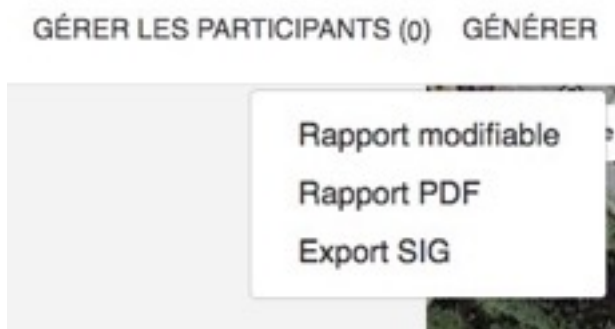 GÉRER LES PARTICIPANTS (0) GÉNÉRER
Rapport modifiable
Rapport PDF
Export SIG